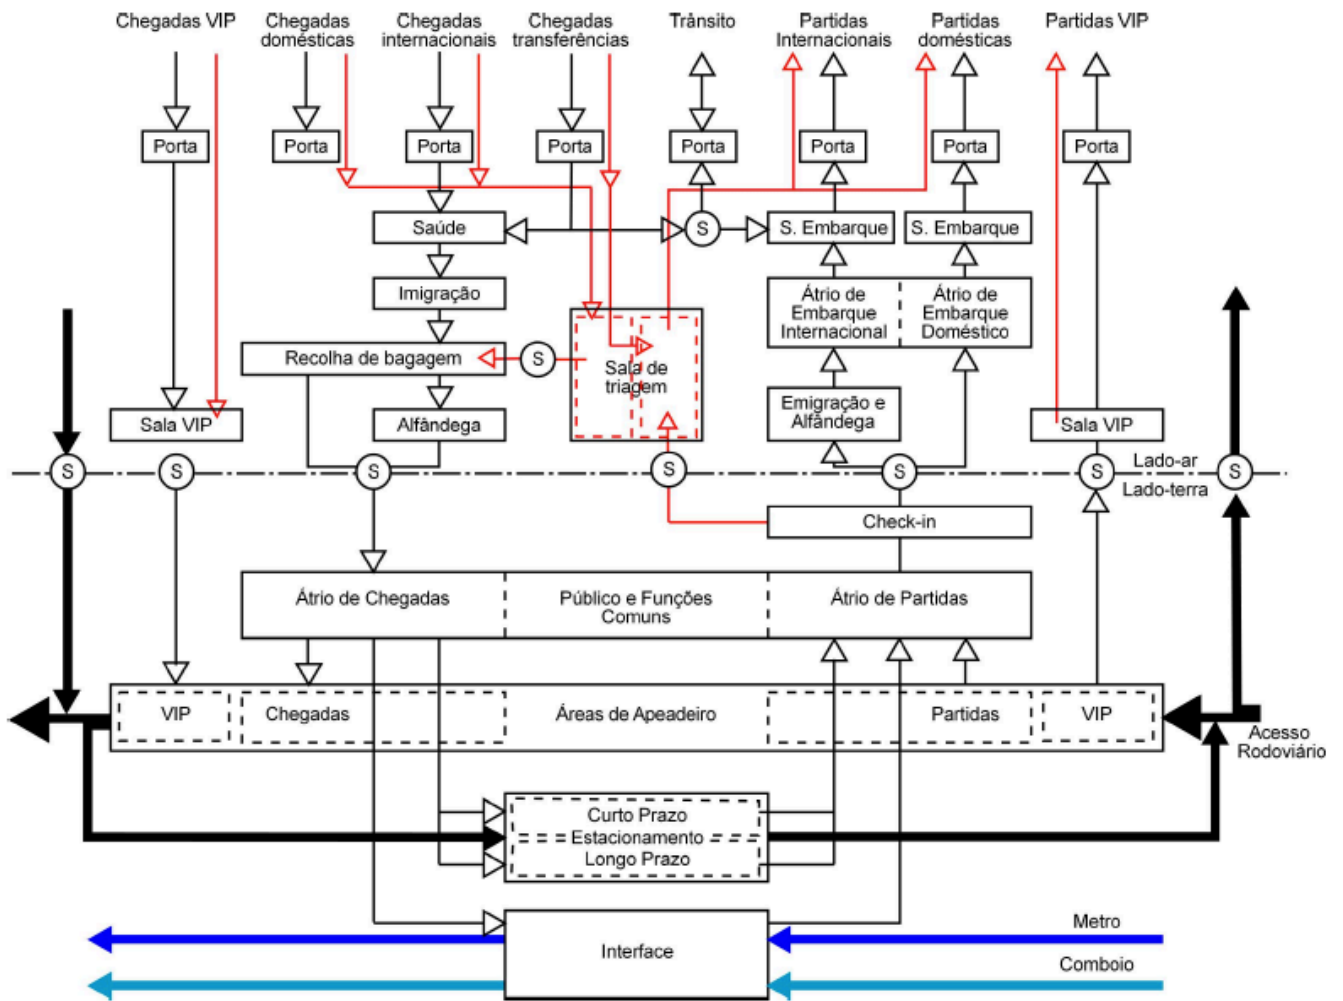 Chegadas VIP
Chegadas
domésticas
Chegadas
internacionais
Chegadas
transferências
Trânsito
Partidas
Internacionais
Partidas
domésticas
Partidas VIP
Porta
Porta
Porta
Porta
Porta
Porta
Porta
Porta
Saúde
S
S. Embarque
S. Embarque
Imigração
Átrio de
Embarque
Internacional
Átrio de
Embarque
Doméstico
Recolha de bagagem
S
Sala de
triagem
Sala VIP
Alfândega
Emigração e
Alfândega
Sala VIP
Lado-ar
S
S
S
S
S
S
S
Lado-terra
Check-in
Átrio de Chegadas
Público e Funções
Comuns
Átrio de Partidas
VIP
Chegadas
Áreas de Apeadeiro
Partidas
VIP
Acesso
Rodoviário
Curto Prazo
Estacionamento
Longo Prazo
Metro
Interface
Comboio